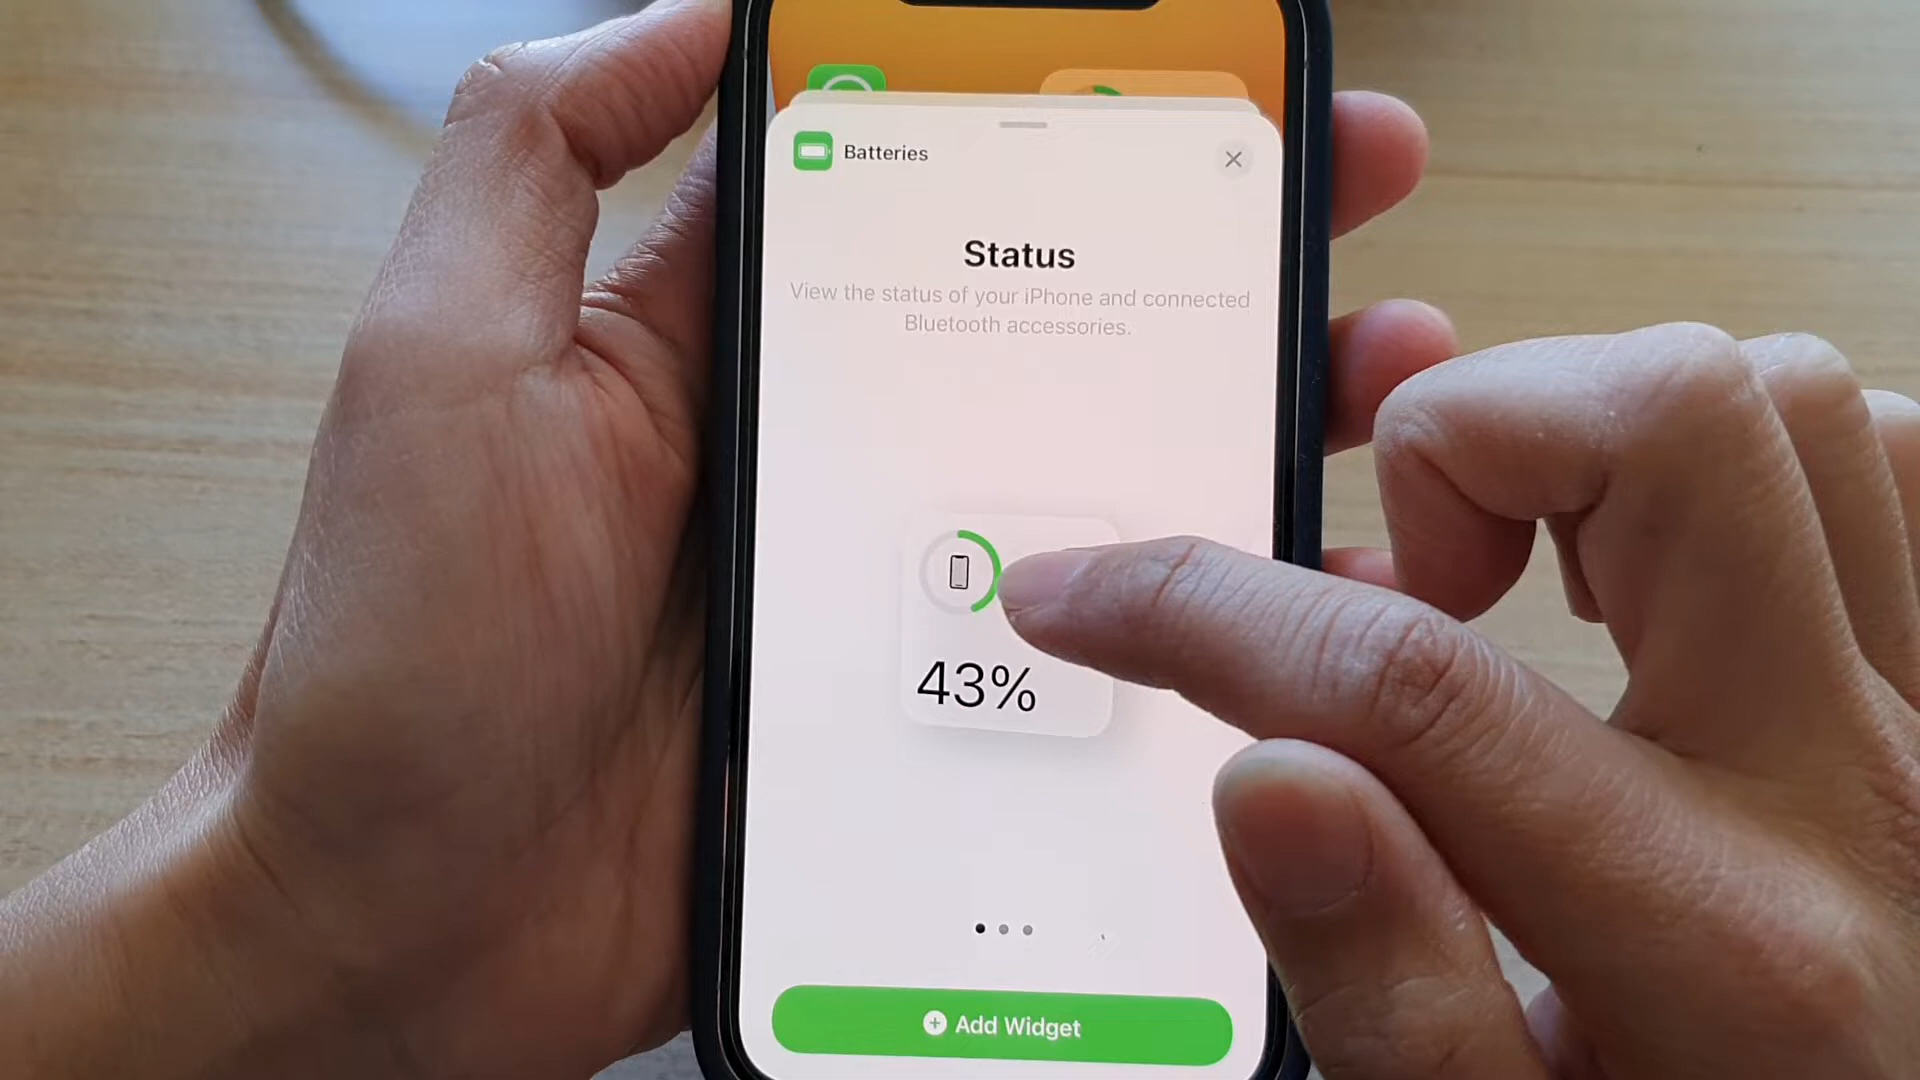 Batteries
Status
View the status of your iPhone and connected
Bluetooth accessories.
43%
Add Widget